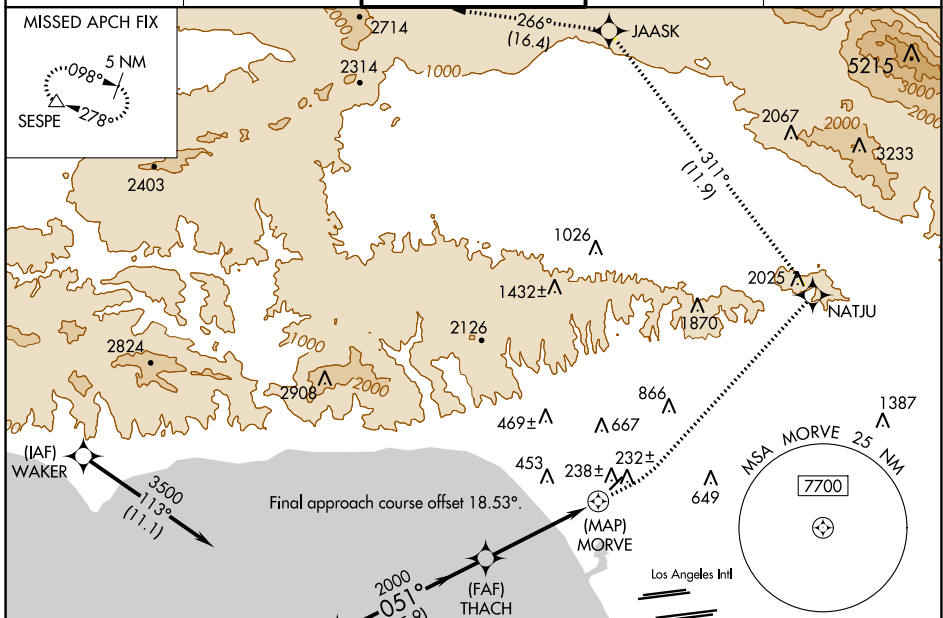 MISSED APCH FIX
5 NM
098°
278°
SESPE
2000
2714
2314
1000
266°
(16.4)
JAASK
5215
3000
2000
2067
2000
3233
2403
311°
(11.9)
1026
1432±
2025
NATJU
1870
2126
1000
2824
2908
2000
866
1387
469±
667
(IAF)
WAKER
453
238±
232±
649
MSA MORVE 25 NM
7700
3500
113°
(11.1)
Final approach course offset 18.53°.
(MAP)
MORVE
Los Angeles Intl
2000
051°
(FAF)
THACH